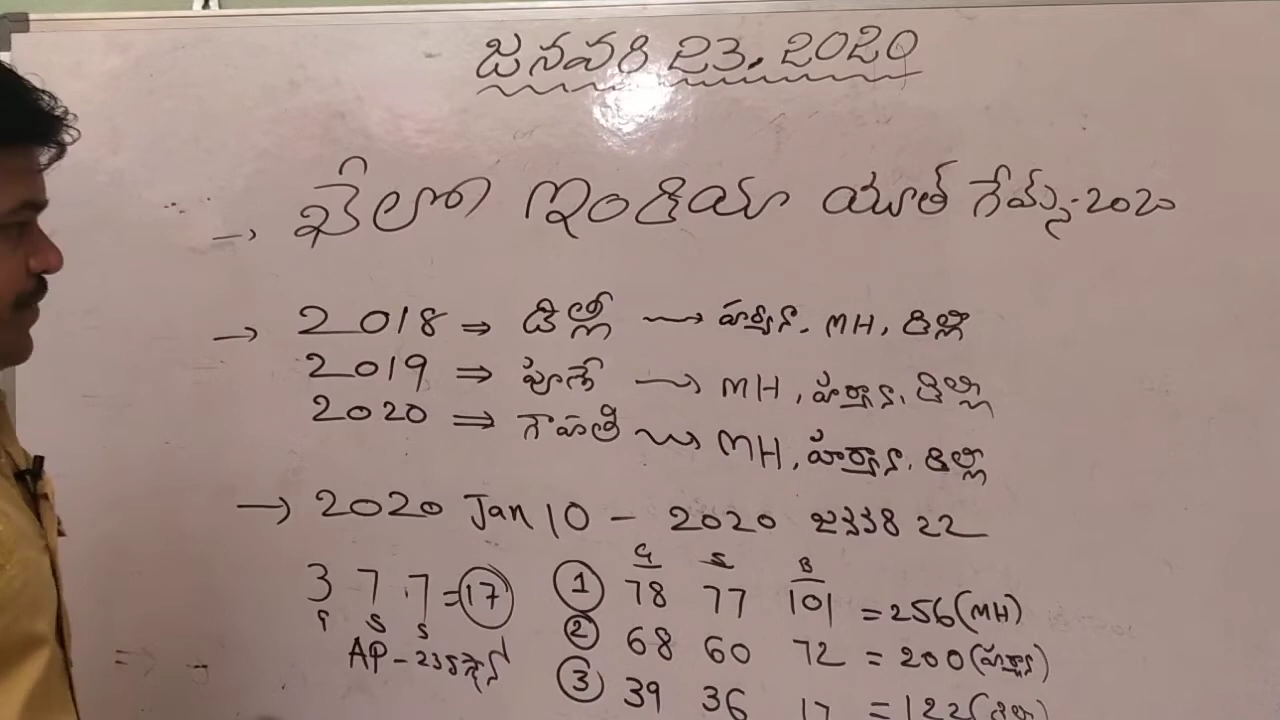 జనవరి 23, 2020
→ ఖేలో ఇండియా యూత్ గేమ్స్-2020
→ 2018 ⇒ ఢిల్లీ → హర్యానా, MH, ఢిల్లీ
2019 ⇒ పూణే → MH, హర్యానా, ఢిల్లీ
2020 ⇒ గౌహతి → MH, హర్యానా, ఢిల్లీ
→ 2020 Jan 10 - 2020 జనవరి 22
G S B
3 7 7 = 17 ① 78 77 101 = 256 (MH)
② 68 60 72 = 200 (హర్యానా)
AP -
③ 39 36 = 122 (ఢిల్లీ)